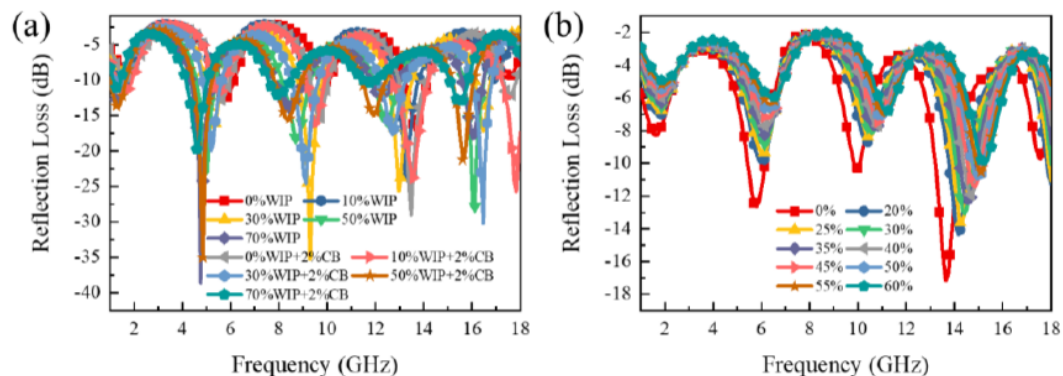 (a)
Reflection Loss (dB)
-5
-10
-15
-20
-25
-30
-35
-40
0%WIP 10%WIP
30%WIP 50%WIP
70%WIP
0%WIP+2%CB 10%WIP+2%CB
30%WIP+2%CB 50%WIP+2%CB
70%WIP+2%CB
2 4 6 8 10 12 14 16 18
Frequency (GHz)
(b)
Reflection Loss (dB)
-2
-4
-6
-8
-10
-12
-14
-16
-18
0% 20%
25% 30%
35% 40%
45% 50%
55% 60%
2 4 6 8 10 12 14 16 18
Frequency (GHz)